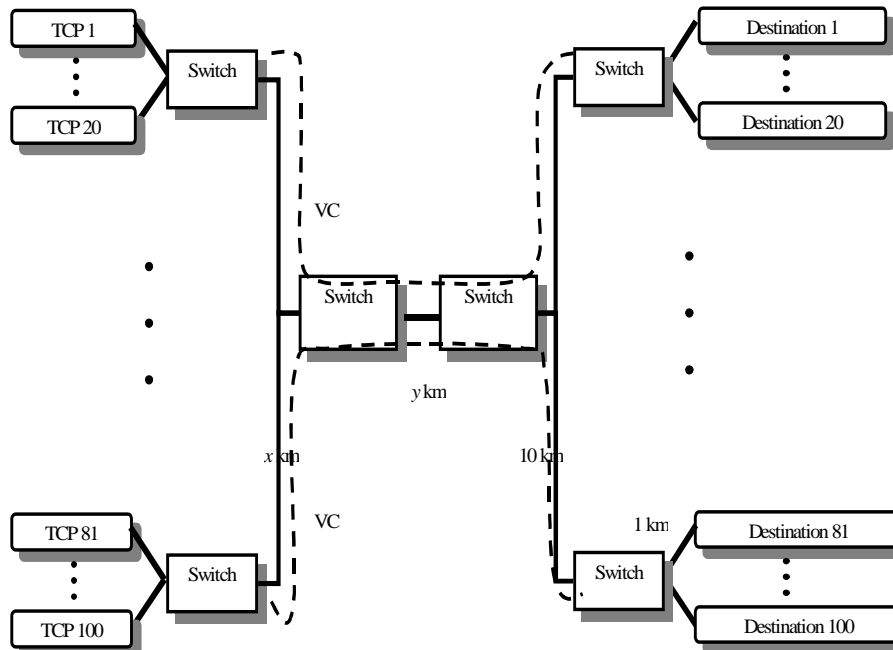 TCP 1
Switch
TCP 20
Switch
Destination 1
Destination 20
VC
Switch
Switch
y km
x km
10 km
VC
TCP 81
Switch
TCP 100
1 km
Switch
Destination 81
Destination 100